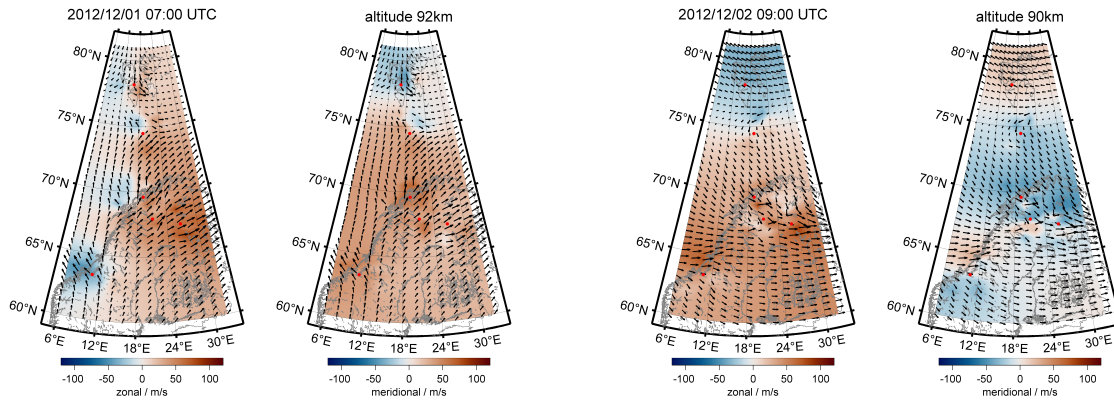 2012/12/01 07:00 UTC
altitude 92km
2012/12/02 09:00 UTC
altitude 90km
80°N
75°N
70°N
65°N
60°N
6°E 12°E 18°E 24°E 30°E
-100 -50 0 50 100
zonal / m/s
80°N
75°N
70°N
65°N
60°N
6°E 12°E 18°E 24°E 30°E
-100 -50 0 50 100
meridional / m/s
80°N
75°N
70°N
65°N
60°N
6°E 12°E 18°E 24°E 30°E
-100 -50 0 50 100
zonal / m/s
80°N
75°N
70°N
65°N
60°N
6°E 12°E 18°E 24°E 30°E
-100 -50 0 50 100
meridional / m/s